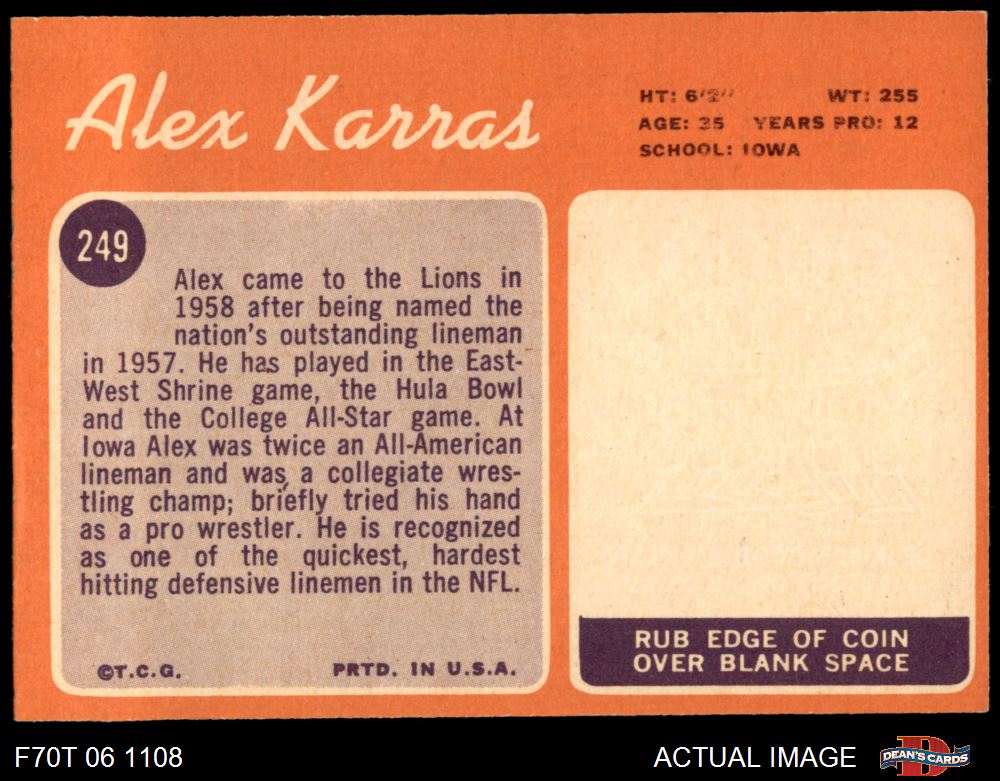 Alex Karras
HT: 6'2" WT: 255
AGE: 35 YEARS PRO: 12
SCHOOL: IOWA
249
Alex came to the Lions in
1958 after being named the
nation's outstanding lineman
in 1957. He has played in the East-
West Shrine game, the Hula Bowl
and the College All-Star game. At
Iowa Alex was twice an All-American
lineman and was a collegiate wres-
tling champ; briefly tried his hand
as a pro wrestler. He is recognized
as one of the quickest, hardest
hitting defensive linemen in the NFL.
©T.C.G. PRTD. IN U.S.A.
RUB EDGE OF COIN
OVER BLANK SPACE
F70T 06 1108
ACTUAL IMAGE
D
DEAN'S CARDS